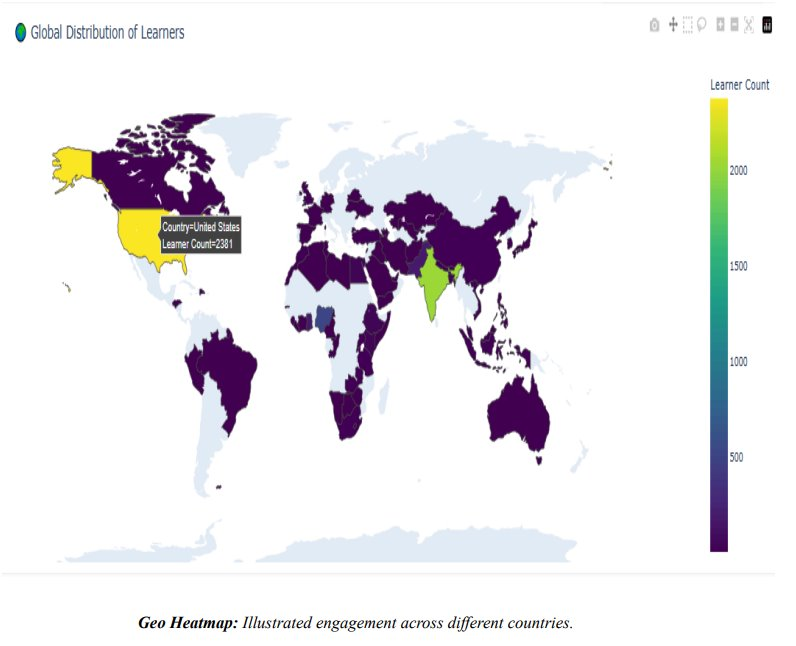 Global Distribution of Learners
Learner Count
2000
1500
1000
500
Country=United States
Learner Count=2381
Geo Heatmap: Illustrated engagement across different countries.